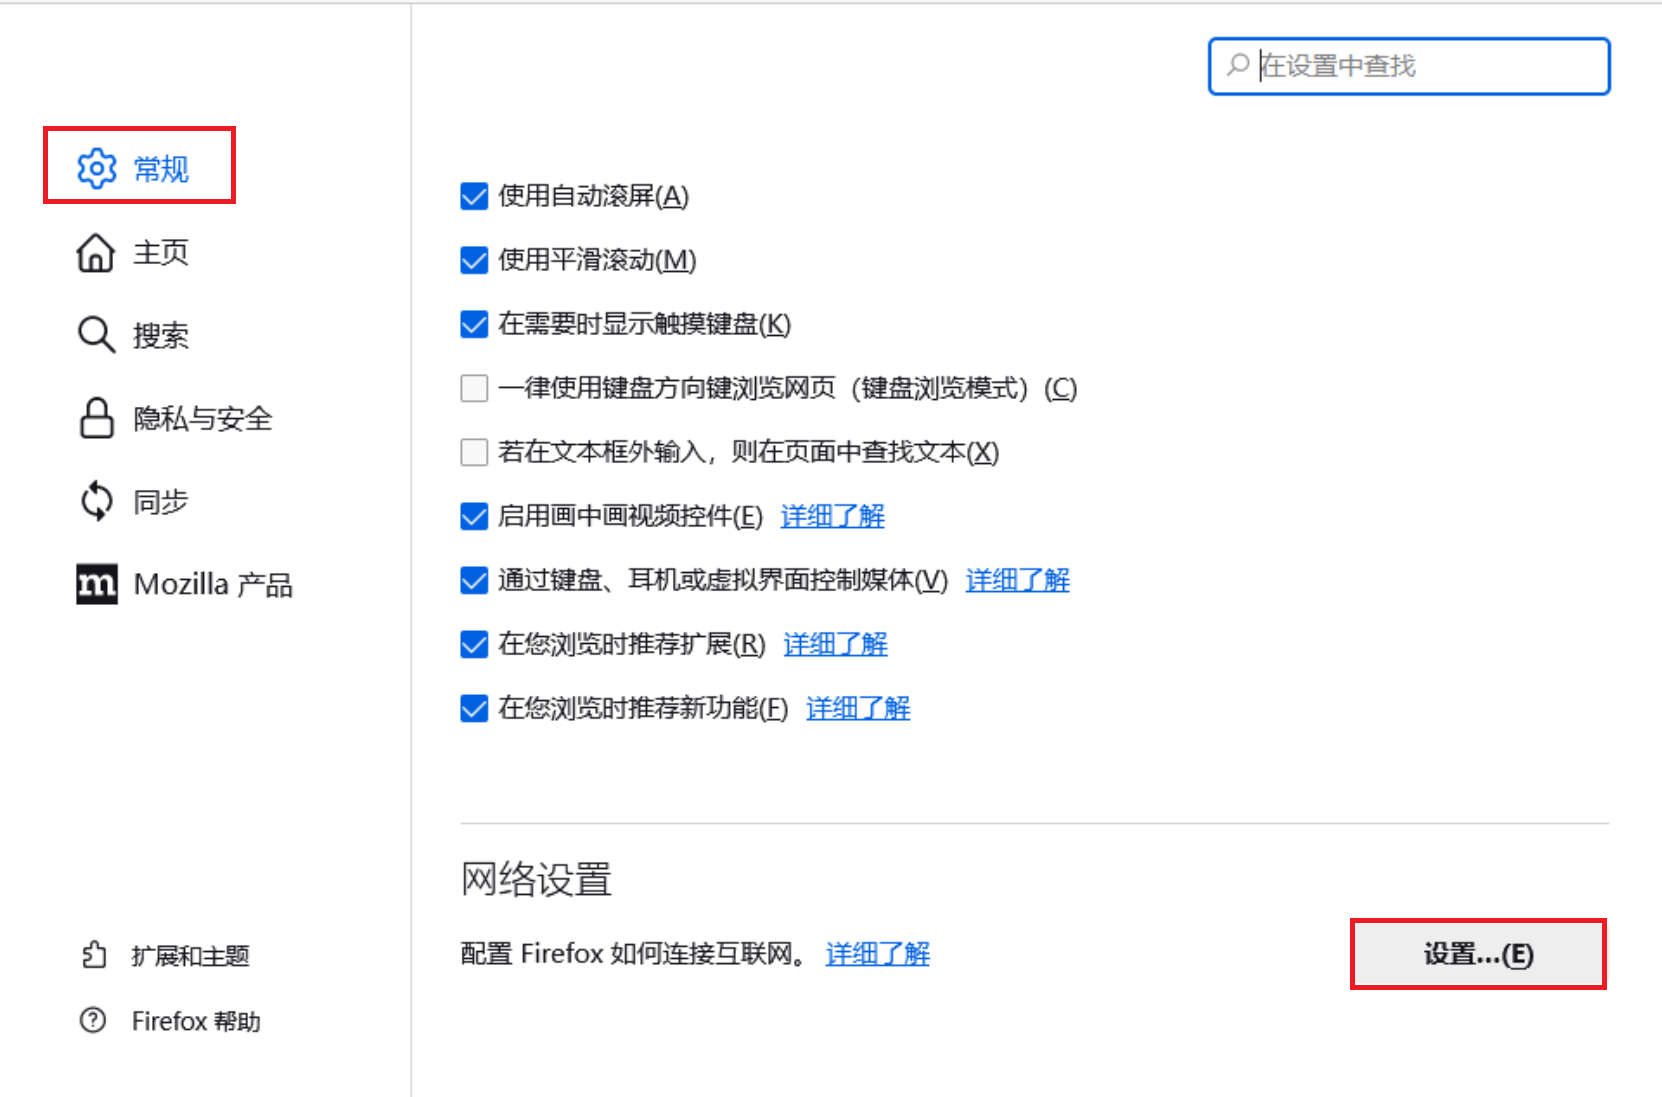 在设置中查找
常规
主页
搜索
隐私与安全
同步
m Mozilla 产品
扩展和主题
Firefox 帮助
使用自动滚屏(A)
使用平滑滚动(M)
在需要时显示触摸键盘(K)
一律使用键盘方向键浏览网页（键盘浏览模式）(C)
若在文本框外输入，则在页面中查找文本(X)
启用画中画视频控件(E) 详细了解
通过键盘、耳机或虚拟界面控制媒体(V) 详细了解
在您浏览时推荐扩展(R) 详细了解
在您浏览时推荐新功能(F) 详细了解
网络设置
配置 Firefox 如何连接互联网。 详细了解
设置...(E)